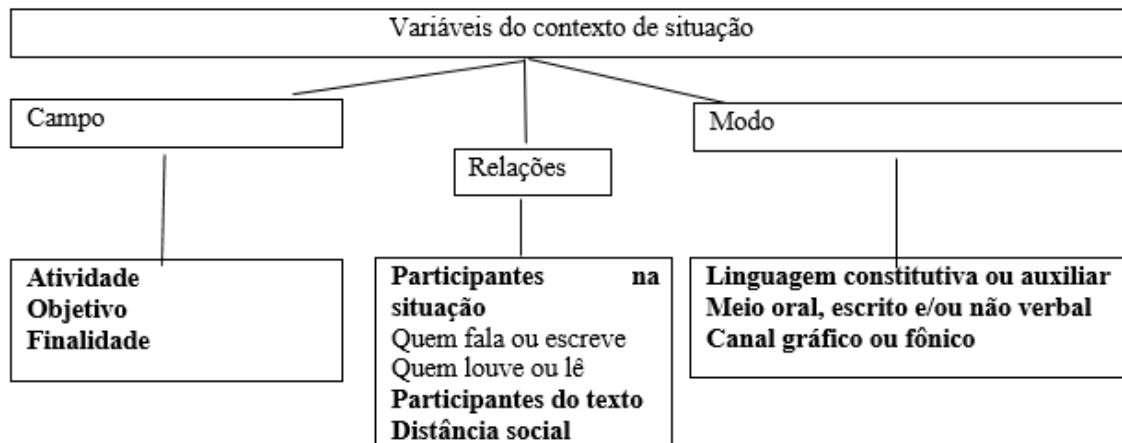 Variáveis do contexto de situação
Campo
Modo
Relações
Atividade
Objetivo
Finalidade
Participantes na
situação
Quem fala ou escreve
Quem louve ou lê
Participantes do texto
Distância social
Linguagem constitutiva ou auxiliar
Meio oral, escrito e/ou não verbal
Canal gráfico ou fônico